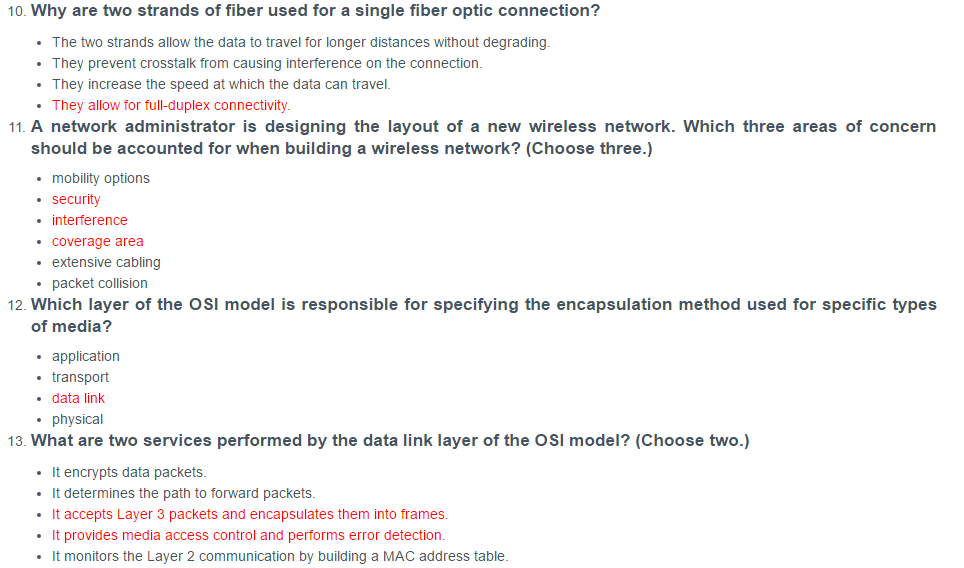 10. Why are two strands of fiber used for a single fiber optic connection?
• The two strands allow the data to travel for longer distances without degrading.
• They prevent crosstalk from causing interference on the connection.
• They increase the speed at which the data can travel.
• They allow for full-duplex connectivity.
11. A network administrator is designing the layout of a new wireless network. Which three areas of concern
should be accounted for when building a wireless network? (Choose three.)
• mobility options
• security
• interference
• coverage area
• extensive cabling
• packet collision
12. Which layer of the OSI model is responsible for specifying the encapsulation method used for specific types
of media?
• application
• transport
• data link
• physical
13. What are two services performed by the data link layer of the OSI model? (Choose two.)
• It encrypts data packets.
• It determines the path to forward packets.
• It accepts Layer 3 packets and encapsulates them into frames.
• It provides media access control and performs error detection.
• It monitors the Layer 2 communication by building a MAC address table.